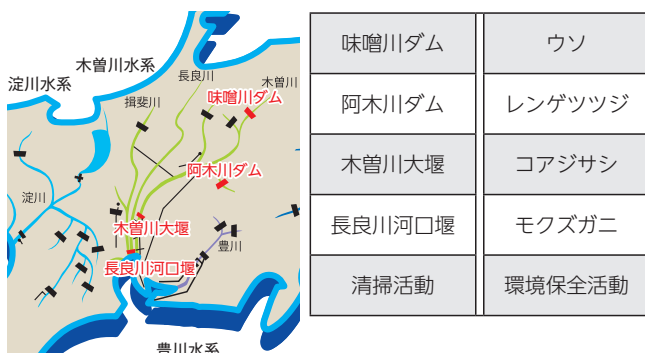 木曽川水系
淀川水系
長良川
木曽川
揖斐川
味噌川ダム
阿木川ダム
淀川
木曽川大堰
豊川
長良川河口堰
豊川水系
味噌川ダム ウソ
阿木川ダム レンゲツツジ
木曽川大堰 コアジサシ
長良川河口堰 モクズガニ
清掃活動 環境保全活動